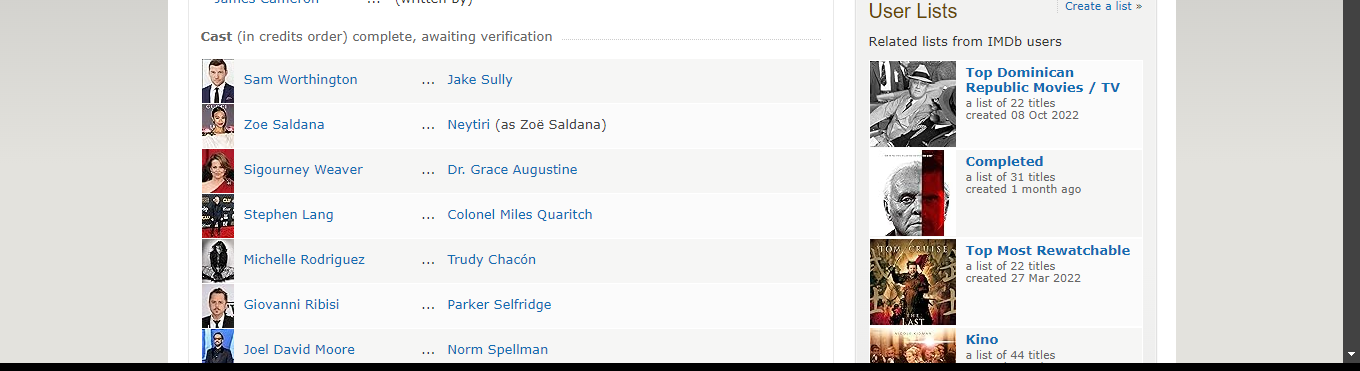 James Cameron ... (written by)
Cast (in credits order) complete, awaiting verification
Sam Worthington ... Jake Sully
Zoe Saldana ... Neytiri (as Zoë Saldana)
Sigourney Weaver ... Dr. Grace Augustine
Stephen Lang ... Colonel Miles Quaritch
Michelle Rodriguez ... Trudy Chacón
Giovanni Ribisi ... Parker Selfridge
Joel David Moore ... Norm Spellman
User Lists
Create a list »
Related lists from IMDb users
Top Dominican
Republic Movies / TV
a list of 22 titles
created 08 Oct 2022
Completed
a list of 31 titles
created 1 month ago
TOM CRUISE
THE
LAST
Top Most Rewatchable
a list of 22 titles
created 27 Mar 2022
NICOLE KIDMAN
Kino
a list of 44 titles